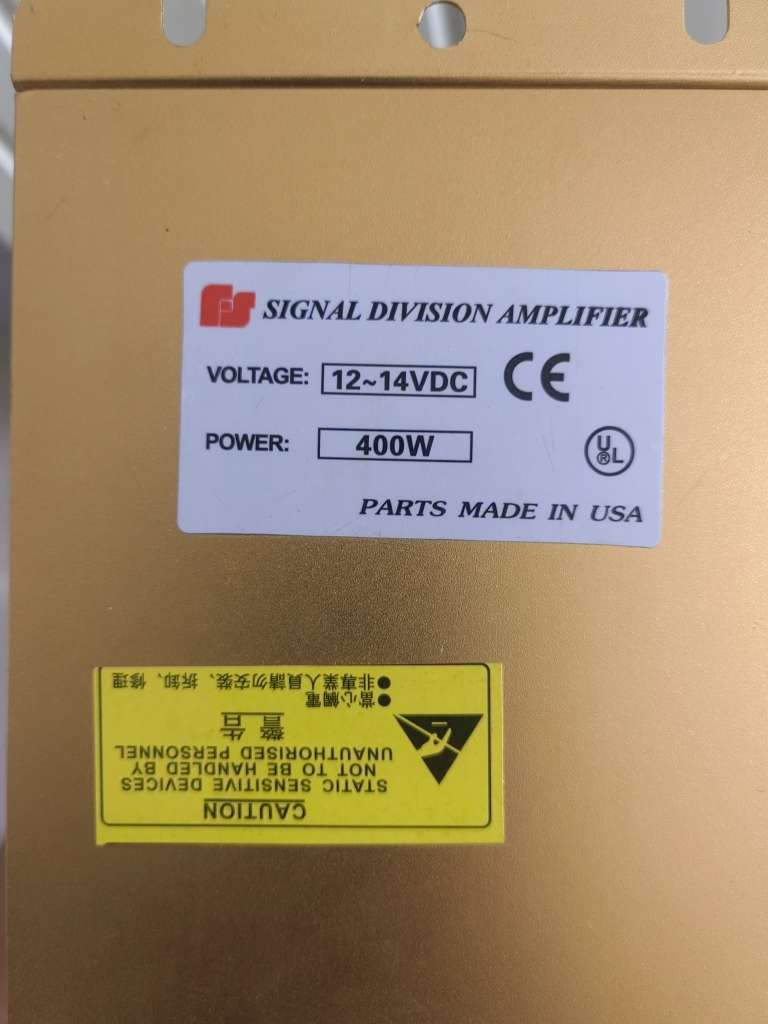 FS SIGNAL DIVISION AMPLIFIER
VOLTAGE: 12~14VDC CE
POWER: 400W
U®L
PARTS MADE IN USA
CAUTION
STATIC SENSITIVE DEVICES
NOT TO BE HANDLED BY
UNAUTHORISED PERSONNEL
警告
●當心觸電
●非專業人員請勿安裝、拆卸、修理